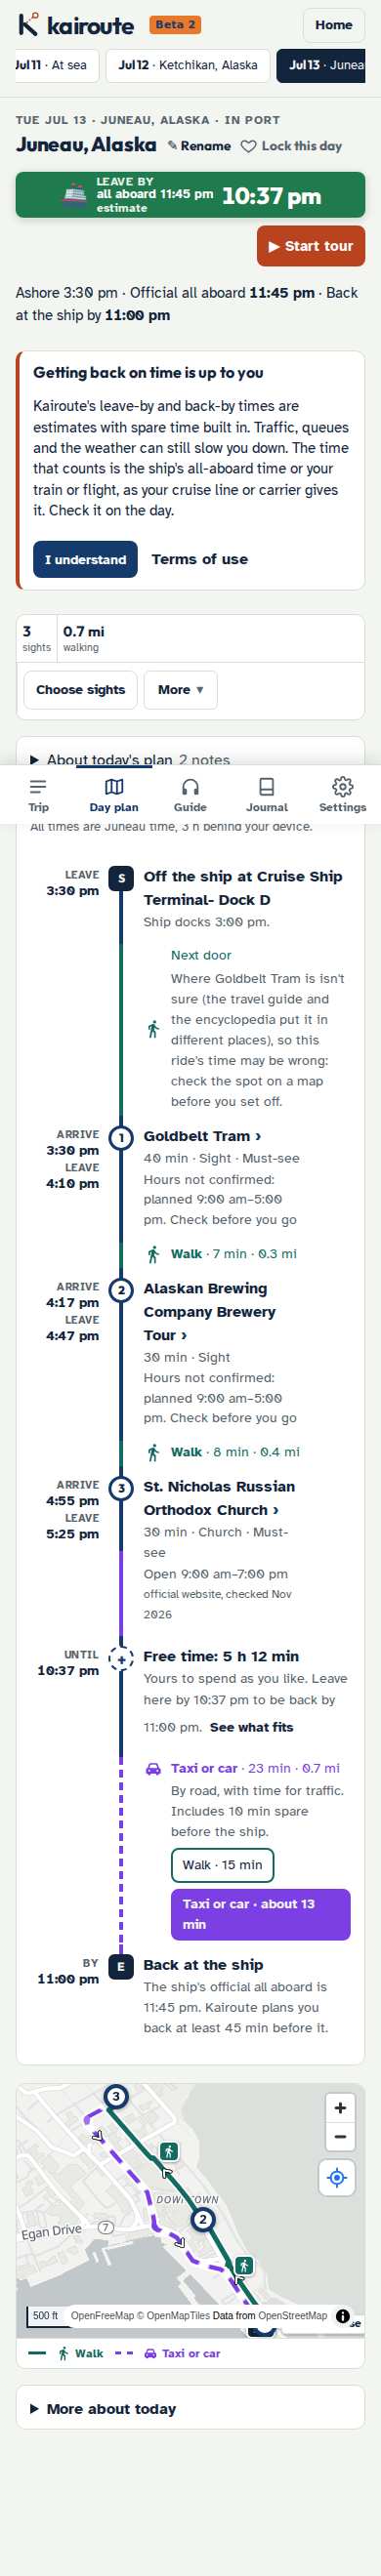 kairoute
Beta 2
Home
Jul 11 · At sea
Jul 12 · Ketchikan, Alaska
Jul 13 · Junea
TUE JUL 13 · JUNEAU, ALASKA · IN PORT
Juneau, Alaska
✎ Rename
Lock this day
LEAVE BY
all aboard 11:45 pm
estimate
10:37 pm
▶ Start tour
Ashore 3:30 pm · Official all aboard 11:45 pm · Back
at the ship by 11:00 pm
Getting back on time is up to you
Kairoute's leave-by and back-by times are
estimates with spare time built in. Traffic, queues
and the weather can still slow you down. The time
that counts is the ship's all-aboard time or your
train or flight, as your cruise line or carrier gives
it. Check it on the day.
I understand
Terms of use
3
sights
0.7 mi
walking
Choose sights
More ▾
▶ About today's plan 2 notes
Trip
Day plan
Guide
Journal
Settings
All times are Juneau time, 3 h behind your device.
LEAVE
3:30 pm
S
Off the ship at Cruise Ship
Terminal- Dock D
Ship docks 3:00 pm.
Next door
Where Goldbelt Tram isn't
sure (the travel guide and
the encyclopedia put it in
different places), so this
ride's time may be wrong:
check the spot on a map
before you set off.
ARRIVE
3:30 pm
LEAVE
4:10 pm
1
Goldbelt Tram ›
40 min · Sight · Must-see
Hours not confirmed:
planned 9:00 am–5:00
pm. Check before you go
Walk · 7 min · 0.3 mi
ARRIVE
4:17 pm
LEAVE
4:47 pm
2
Alaskan Brewing
Company Brewery
Tour ›
30 min · Sight
Hours not confirmed:
planned 9:00 am–5:00
pm. Check before you go
Walk · 8 min · 0.4 mi
ARRIVE
4:55 pm
LEAVE
5:25 pm
3
St. Nicholas Russian
Orthodox Church ›
30 min · Church · Must-
see
Open 9:00 am–7:00 pm
official website, checked Nov
2026
UNTIL
10:37 pm
+
Free time: 5 h 12 min
Yours to spend as you like. Leave
here by 10:37 pm to be back by
11:00 pm. See what fits
Taxi or car · 23 min · 0.7 mi
By road, with time for traffic.
Includes 10 min spare
before the ship.
Walk · 15 min
Taxi or car · about 13
min
BY
11:00 pm
E
Back at the ship
The ship's official all aboard is
11:45 pm. Kairoute plans you
back at least 45 min before it.
3
+
−
2
Egan Drive
7
500 ft
OpenFreeMap © OpenMapTiles Data from OpenStreetMap
Walk
Taxi or car
▶ More about today